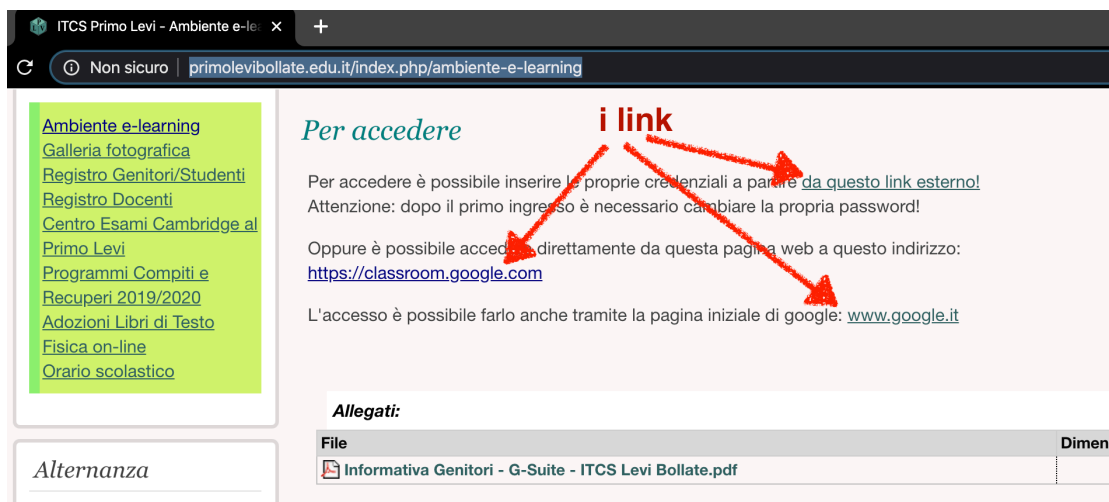 ITCS Primo Levi - Ambiente e-lea
Non sicuro
primolevibollate.edu.it/index.php/ambiente-e-learning
Ambiente e-learning
Galleria fotografica
Registro Genitori/Studenti
Registro Docenti
Centro Esami Cambridge al
Primo Levi
Programmi Compiti e
Recuperi 2019/2020
Adozioni Libri di Testo
Fisica on-line
Orario scolastico
Alternanza
Per accedere
i link
Per accedere è possibile inserire le proprie credenziali a partire da questo link esterno!
Attenzione: dopo il primo ingresso è necessario cambiare la propria password!
Oppure è possibile accedere direttamente da questa pagina web a questo indirizzo:
https://classroom.google.com
L'accesso è possibile farlo anche tramite la pagina iniziale di google: www.google.it
Allegati:
File Dimen
Informativa Genitori - G-Suite - ITCS Levi Bollate.pdf